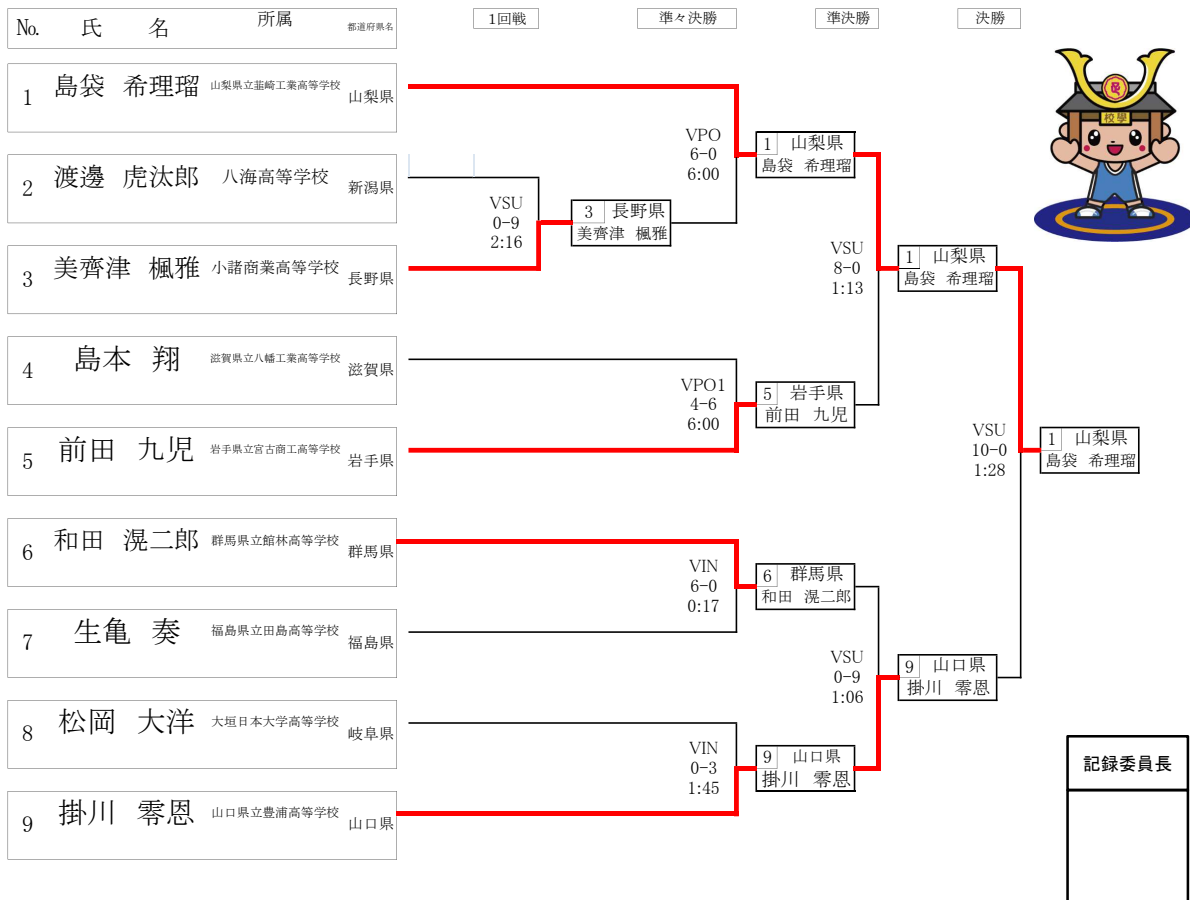 No. 氏 名 所属 都道府県名 1回戦 準々決勝 準決勝 決勝
1 島袋 希理瑠 山梨県立韮崎工業高等学校 山梨県
2 渡邊 虎汰郎 八海高等学校 新潟県
3 美齊津 楓雅 小諸商業高等学校 長野県
4 島本 翔 滋賀県立八幡工業高等学校 滋賀県
5 前田 九児 岩手県立宮古商工高等学校 岩手県
6 和田 滉二郎 群馬県立館林高等学校 群馬県
7 生亀 奏 福島県立田島高等学校 福島県
8 松岡 大洋 大垣日本大学高等学校 岐阜県
9 掛川 零恩 山口県立豊浦高等学校 山口県
VSU
0-9
2:16
3 長野県
美齊津 楓雅
VPO
6-0
6:00
1 山梨県
島袋 希理瑠
VPO1
4-6
6:00
5 岩手県
前田 九児
VIN
6-0
0:17
6 群馬県
和田 滉二郎
VIN
0-3
1:45
9 山口県
掛川 零恩
VSU
8-0
1:13
1 山梨県
島袋 希理瑠
VSU
0-9
1:06
9 山口県
掛川 零恩
VSU
10-0
1:28
1 山梨県
島袋 希理瑠
校學
記録委員長